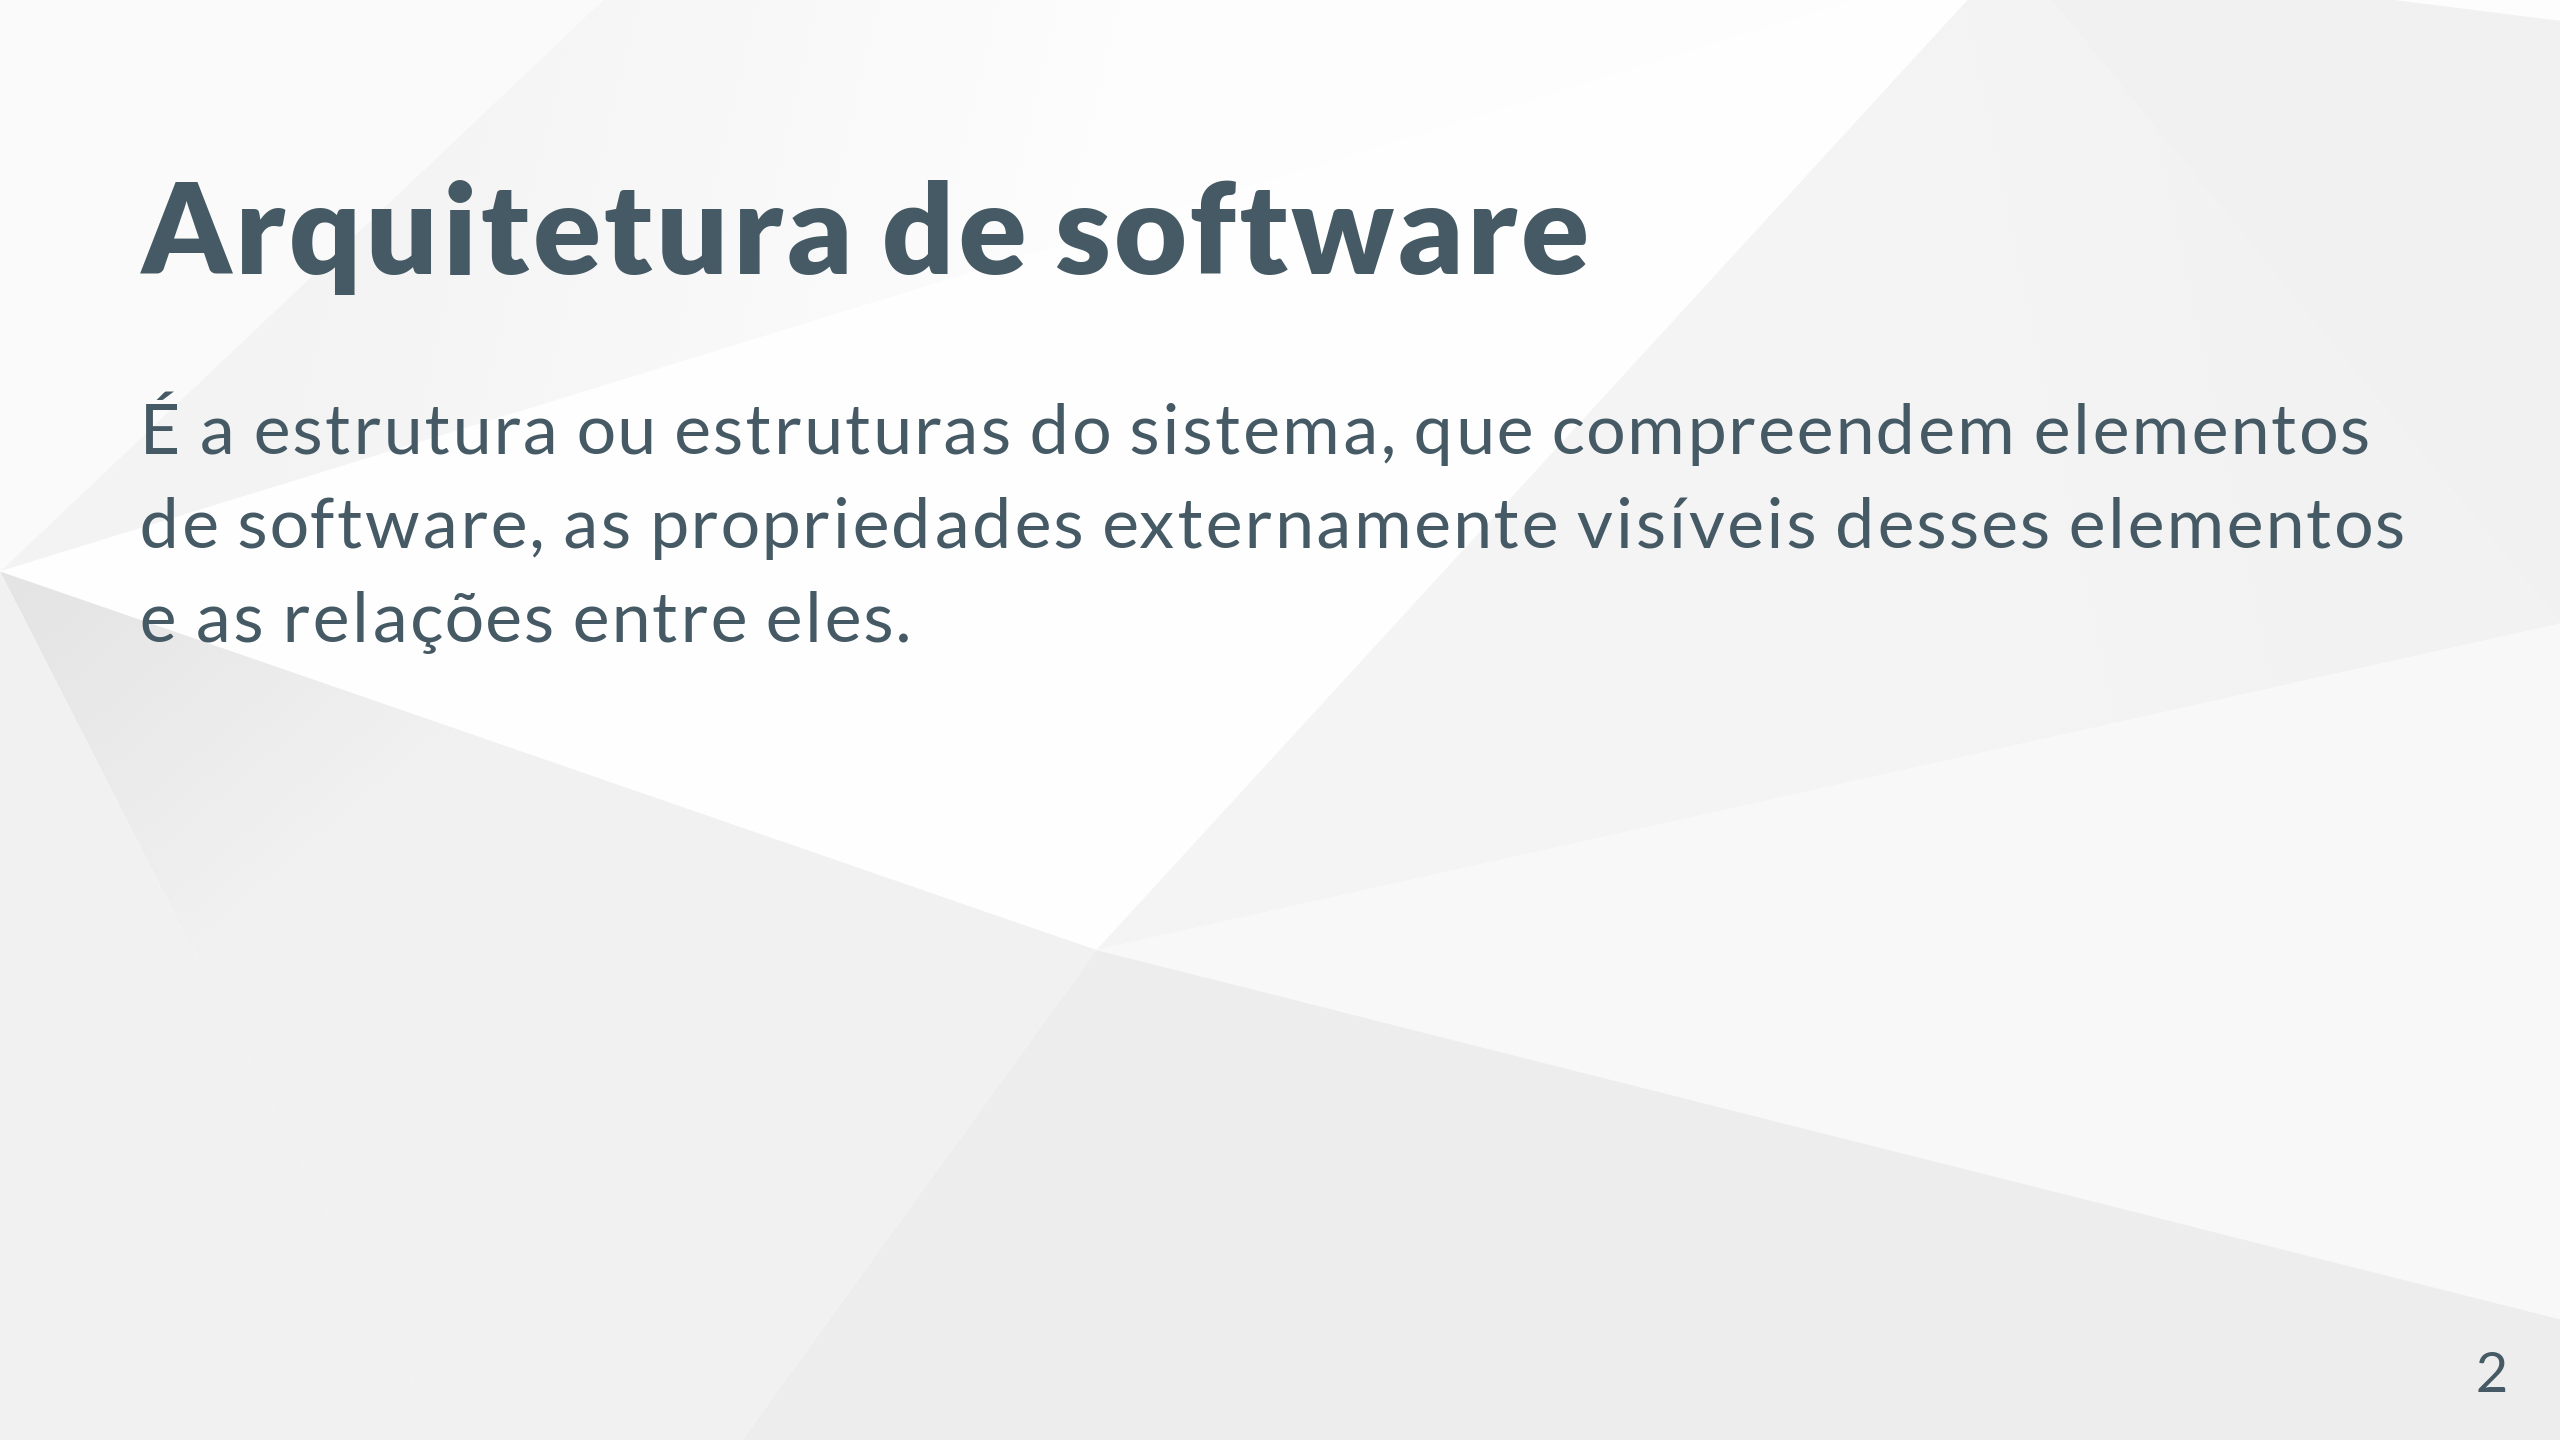 Arquitetura de software
É a estrutura ou estruturas do sistema, que compreendem elementos
de software, as propriedades externamente visíveis desses elementos
e as relações entre eles.
2